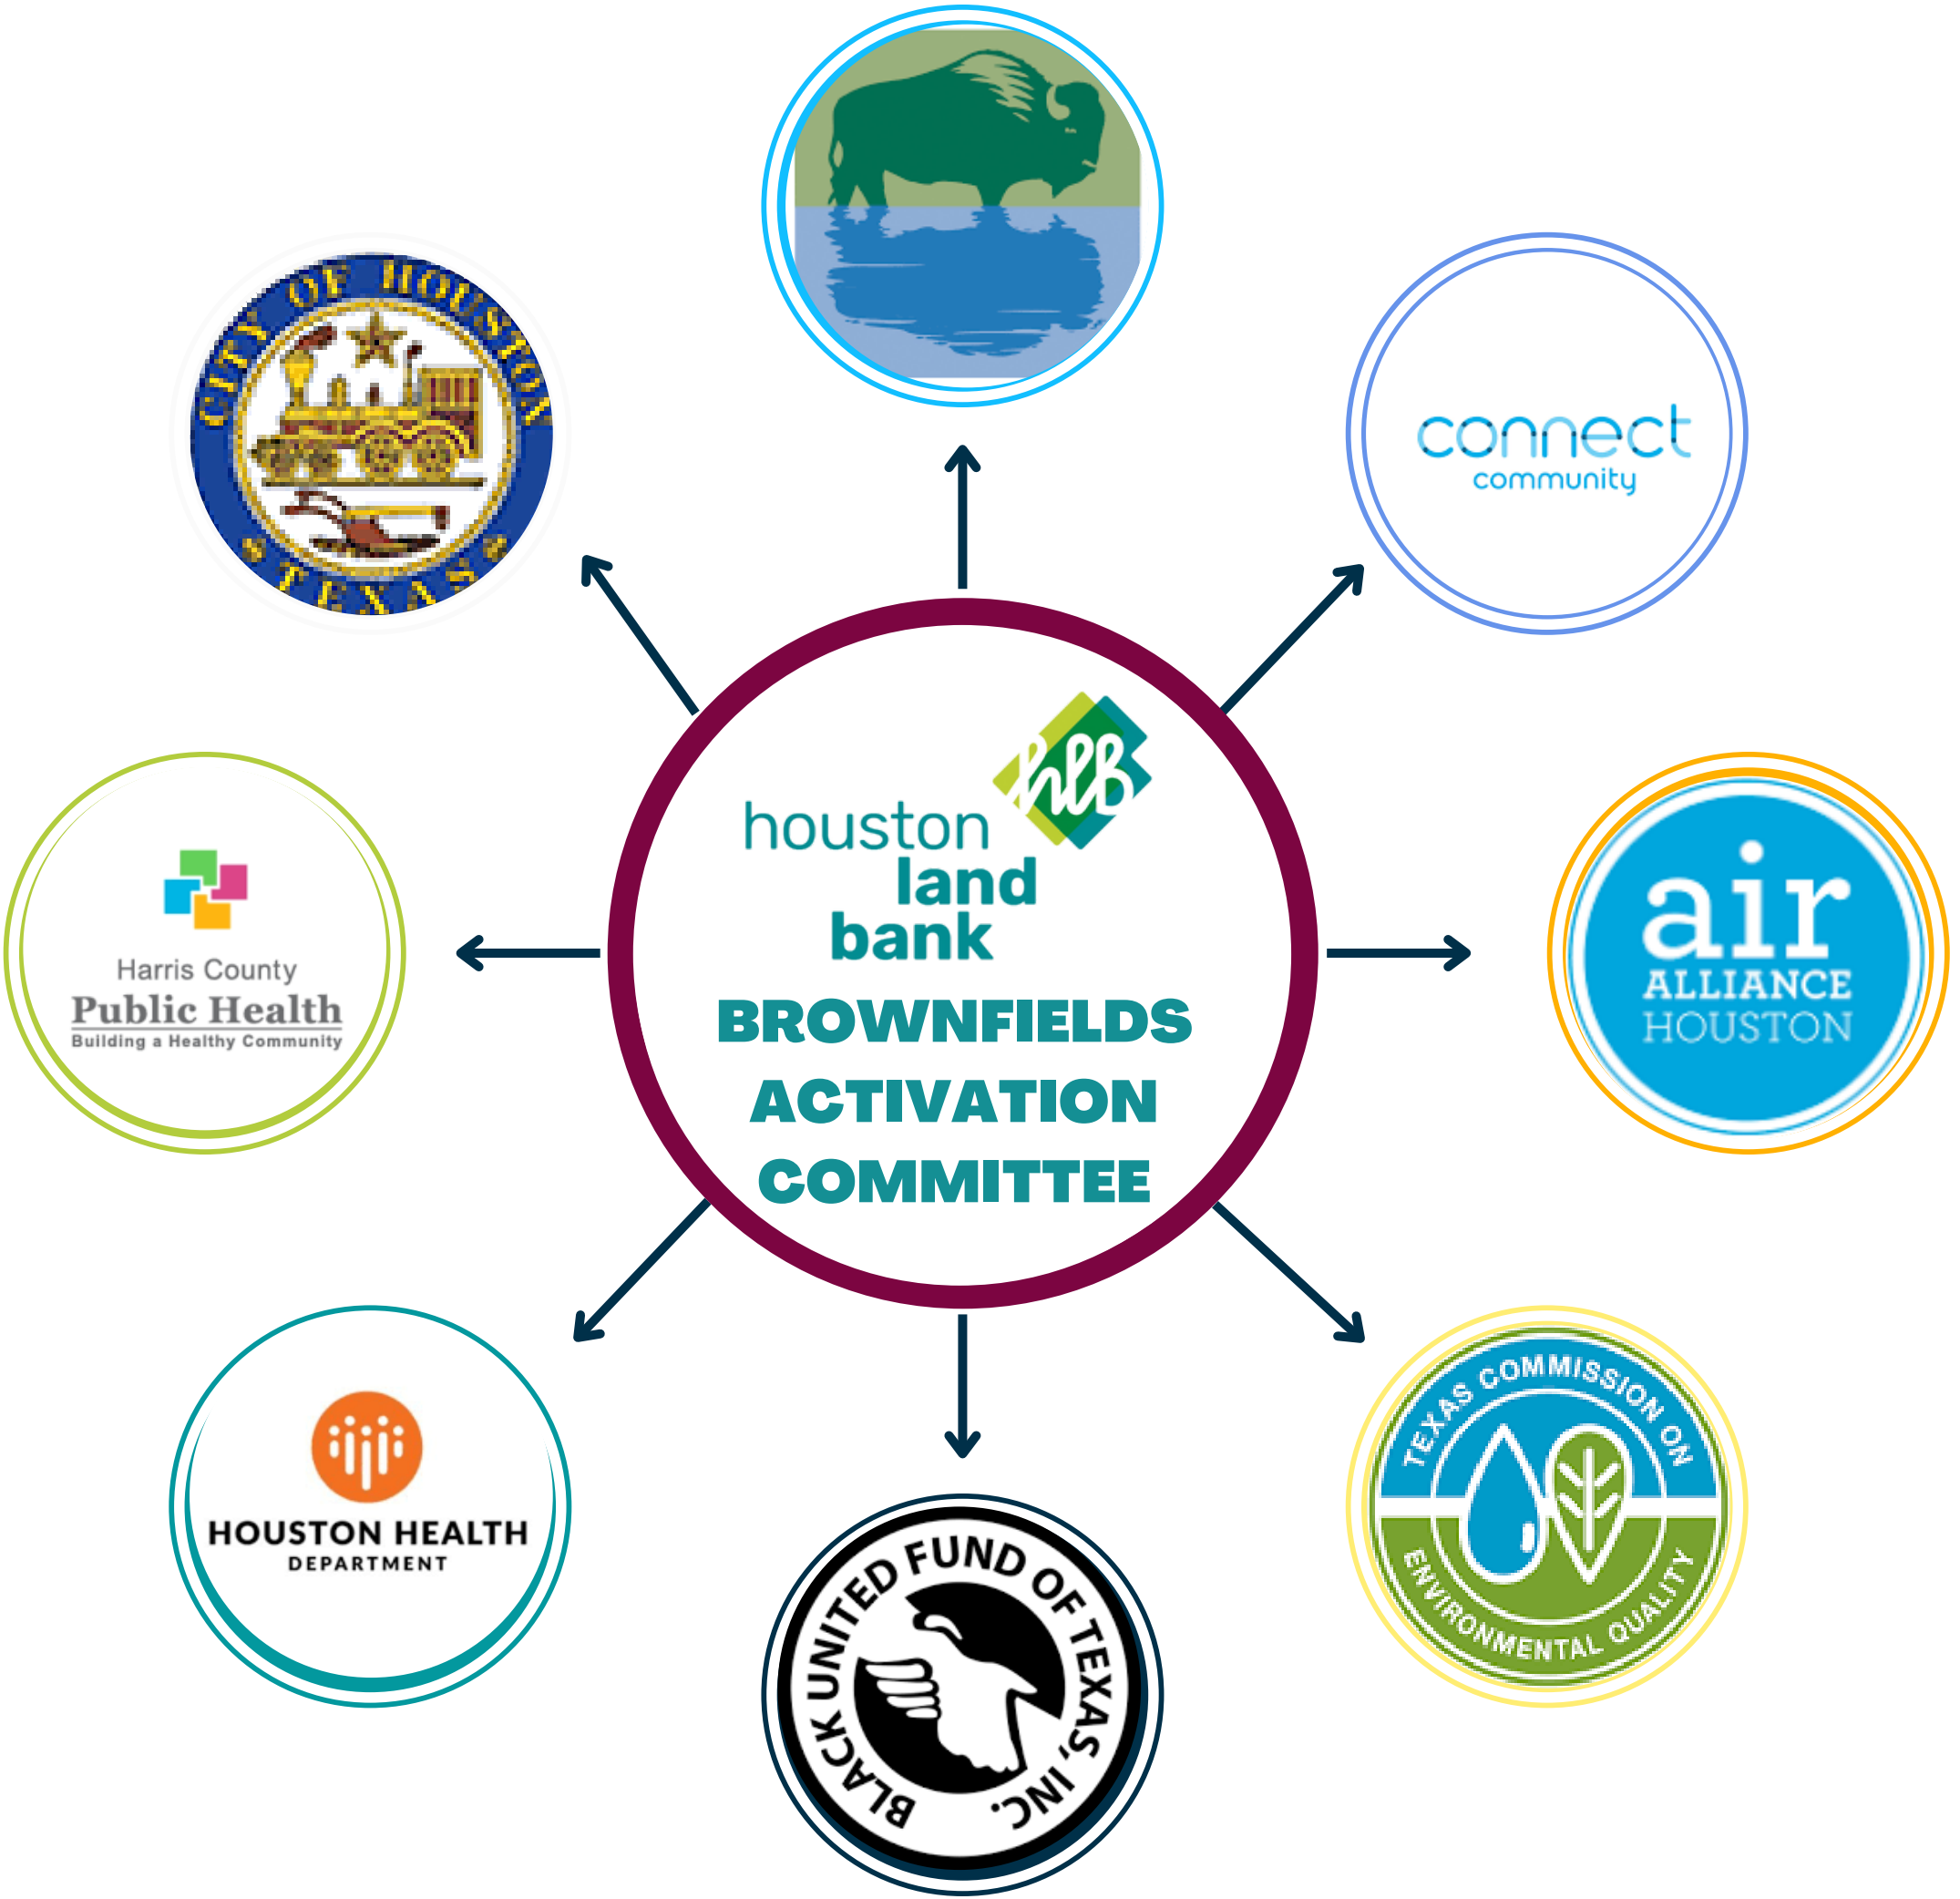 CITY OF HOUSTON
TEXAS
connect
community
hlB
houston
land
bank
BROWNFIELDS
ACTIVATION
COMMITTEE
Harris County
Public Health
Building a Healthy Community
air
ALLIANCE
HOUSTON
HOUSTON HEALTH
DEPARTMENT
BLACK UNITED FUND OF TEXAS, INC.
TEXAS COMMISSION ON
ENVIRONMENTAL QUALITY